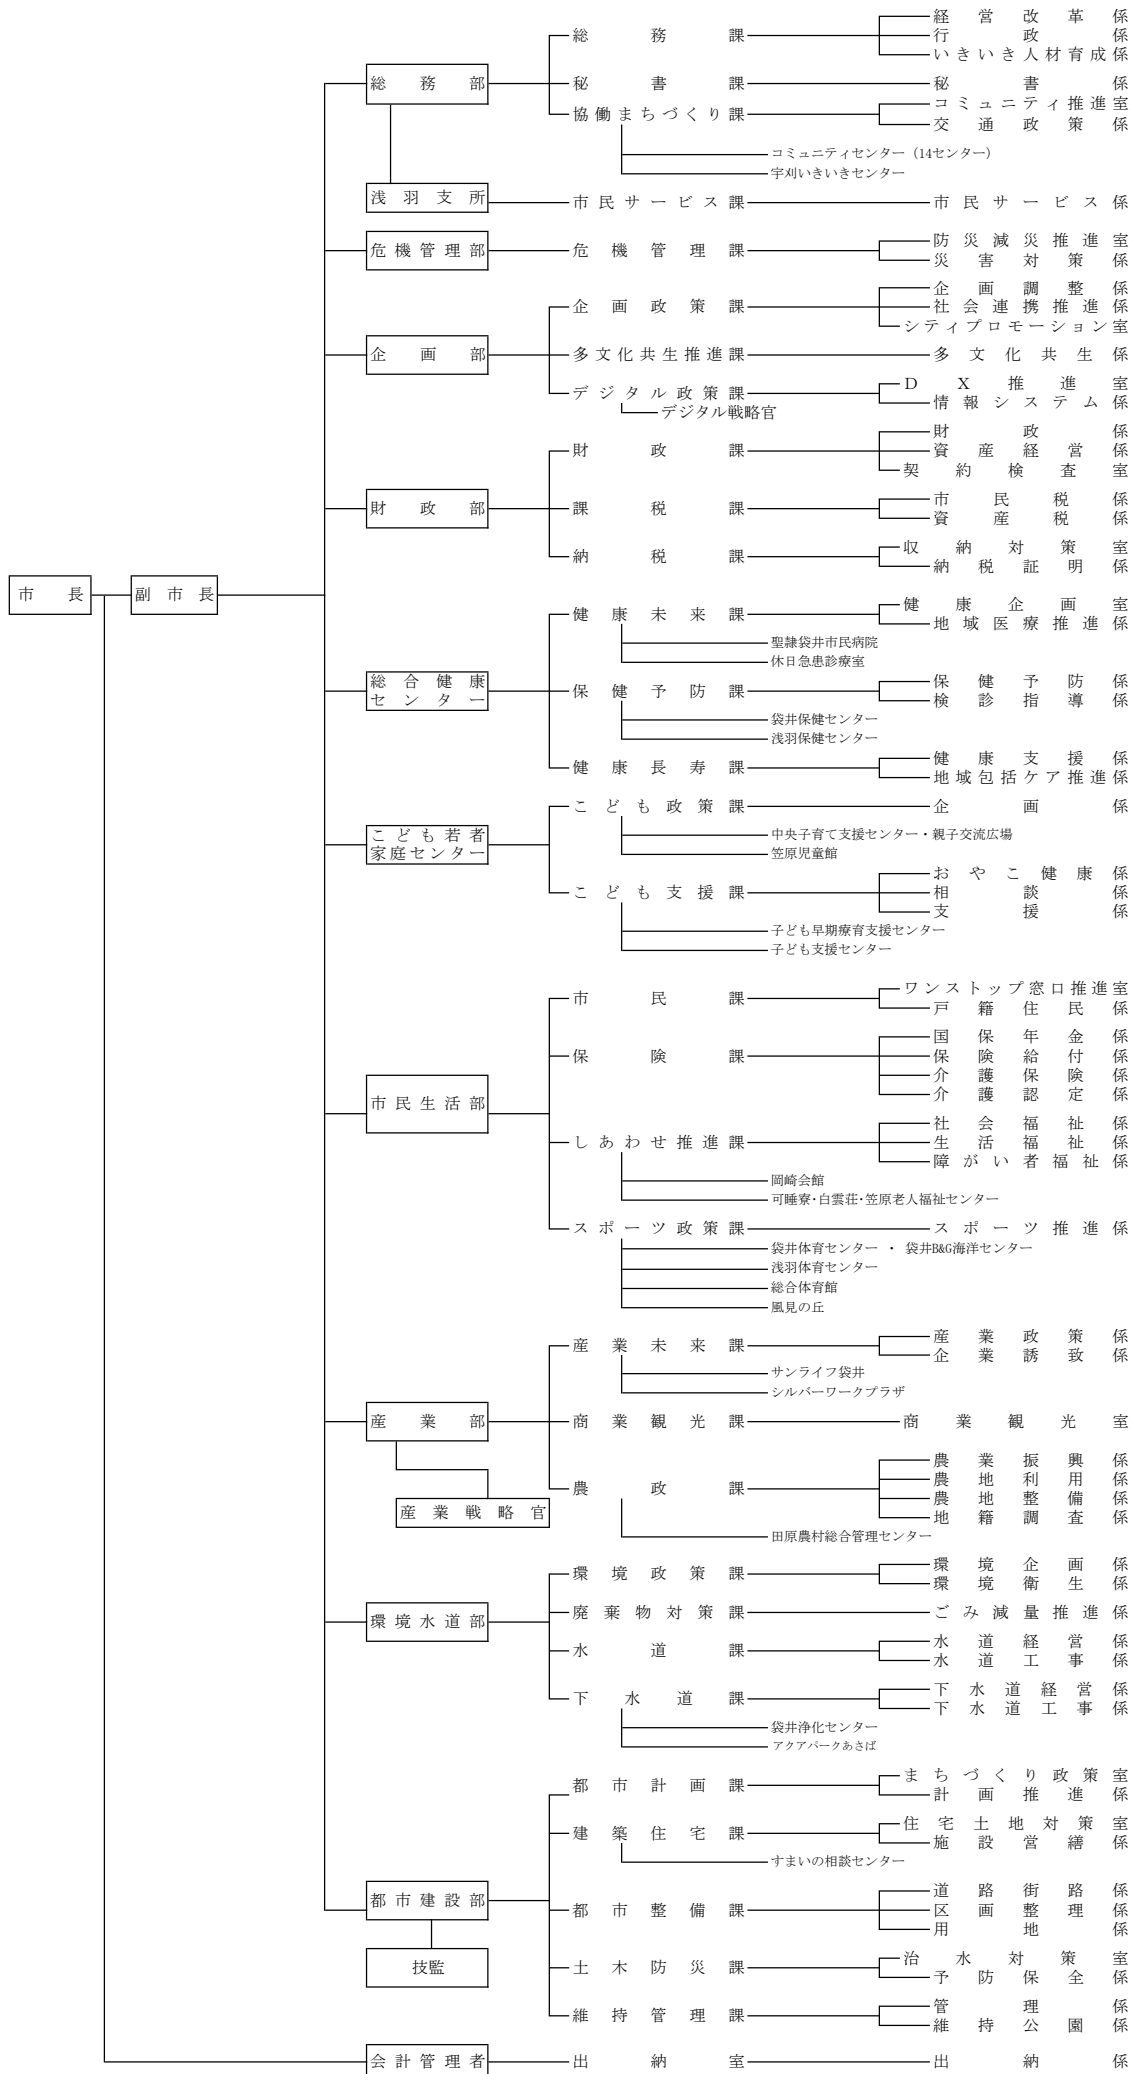 経営改革係
総務課
行政係
いきいき人材育成係
総務部
秘書課
秘書係
コミュニティ推進室
協働まちづくり課
交通政策係
コミュニティセンター（14センター）
宇刈いきいきセンター
浅羽支所
市民サービス課
市民サービス係
防災減災推進室
危機管理部
危機管理課
災害対策係
企画調整係
企画政策課
社会連携推進係
シティプロモーション室
企画部
多文化共生推進課
多文化共生係
ＤＸ推進室
デジタル政策課
情報システム係
デジタル戦略官
財政係
財政課
資産経営係
契約検査室
市民税係
財政部
課税課
資産税係
収納対策室
納税課
納税証明係
市長
副市長
健康企画室
健康未来課
地域医療推進係
聖隷袋井市民病院
休日急患診療室
総合健康
センター
保健予防係
保健予防課
検診指導係
袋井保健センター
浅羽保健センター
健康支援係
健康長寿課
地域包括ケア推進係
こども政策課
企画係
こども若者
家庭センター
中央子育て支援センター・親子交流広場
笠原児童館
おやこ健康係
こども支援課
相談係
支援係
子ども早期療育支援センター
子ども支援センター
ワンストップ窓口推進室
市民課
戸籍住民係
国保年金係
保険課
保険給付係
介護保険係
介護認定係
市民生活部
社会福祉係
しあわせ推進課
生活福祉係
障がい者福祉係
岡崎会館
可睡寮・白雲荘・笠原老人福祉センター
スポーツ政策課
スポーツ推進係
袋井体育センター ・ 袋井B&G海洋センター
浅羽体育センター
総合体育館
風見の丘
産業政策係
産業未来課
企業誘致係
サンライフ袋井
シルバーワークプラザ
産業部
商業観光課
商業観光室
農業振興係
農地利用係
農政課
農地整備係
産業戦略官
地籍調査係
田原農村総合管理センター
環境企画係
環境政策課
環境衛生係
環境水道部
廃棄物対策課
ごみ減量推進係
水道経営係
水道課
水道工事係
下水道経営係
下水道課
下水道工事係
袋井浄化センター
アクアパークあさば
まちづくり政策室
都市計画課
計画推進係
住宅土地対策室
建築住宅課
施設営繕係
すまいの相談センター
都市建設部
道路街路係
都市整備課
区画整理係
用地係
技監
治水対策室
土木防災課
予防保全係
管理係
維持管理課
維持公園係
会計管理者
出納室
出納係